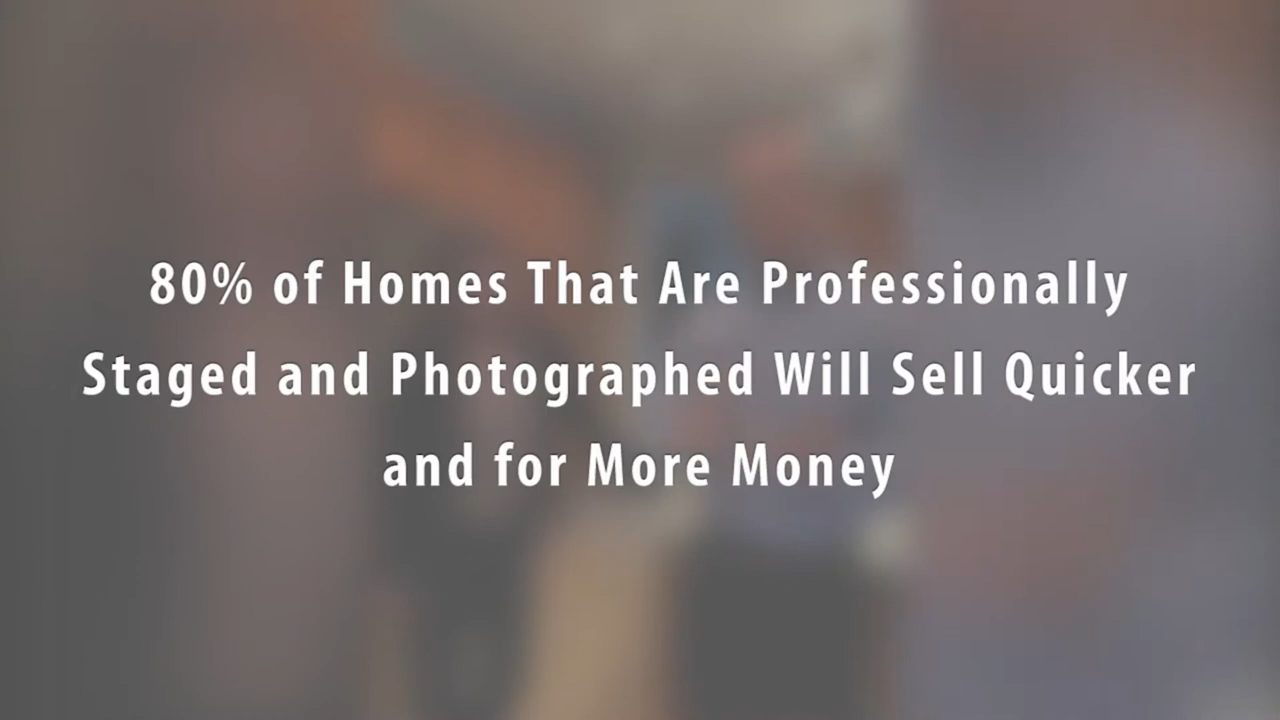 80% of Homes That Are Professionally
Staged and Photographed Will Sell Quicker
and for More Money